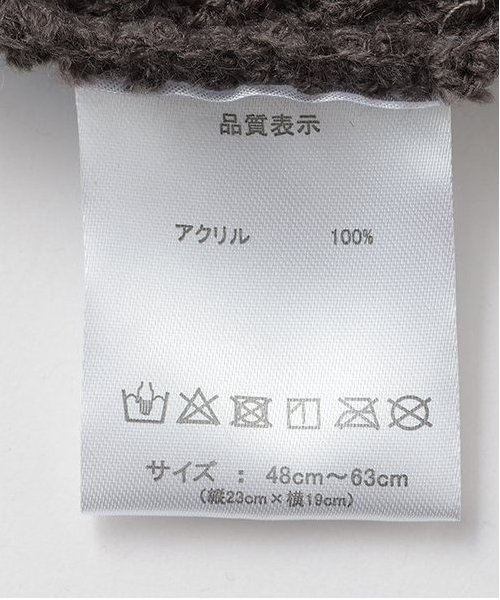 品質表示
アクリル 100%
サイズ : 48cm～63cm
(縦23cm×横19cm)